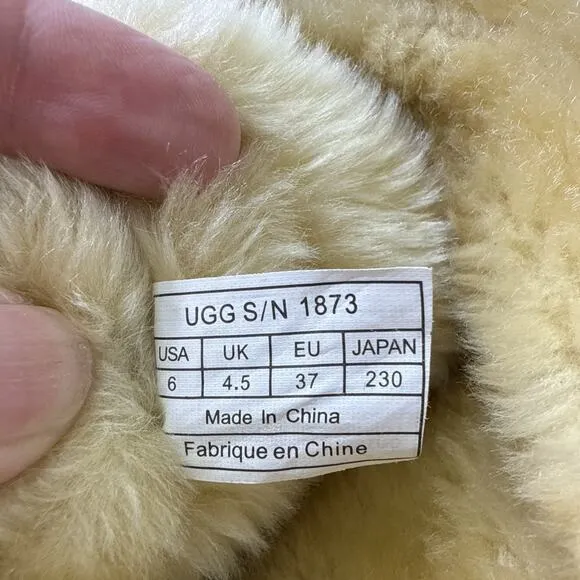 UGG S/N 1873
USA UK EU JAPAN
6 4.5 37 230
Made In China
Fabrique en Chine